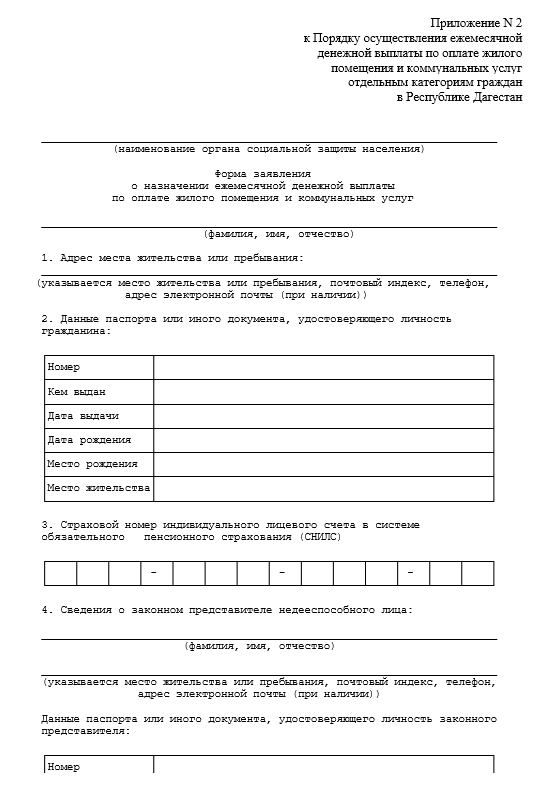 Приложение N 2
к Порядку осуществления ежемесячной
денежной выплаты по оплате жилого
помещения и коммунальных услуг
отдельным категориям граждан
в Республике Дагестан
(наименование органа социальной защиты населения)
Форма заявления
о назначении ежемесячной денежной выплаты
по оплате жилого помещения и коммунальных услуг
(фамилия, имя, отчество)
1. Адрес места жительства или пребывания:
(указывается место жительства или пребывания, почтовый индекс, телефон,
адрес электронной почты (при наличии))
2. Данные паспорта или иного документа, удостоверяющего личность
гражданина:
Номер
Кем выдан
Дата выдачи
Дата рождения
Место рождения
Место жительства
3. Страховой номер индивидуального лицевого счета в системе
обязательного пенсионного страхования (СНИЛС)
- - -
4. Сведения о законном представителе недееспособного лица:
(фамилия, имя, отчество)
(указывается место жительства или пребывания, почтовый индекс, телефон,
адрес электронной почты (при наличии))
Данные паспорта или иного документа, удостоверяющего личность законного
представителя:
Номер